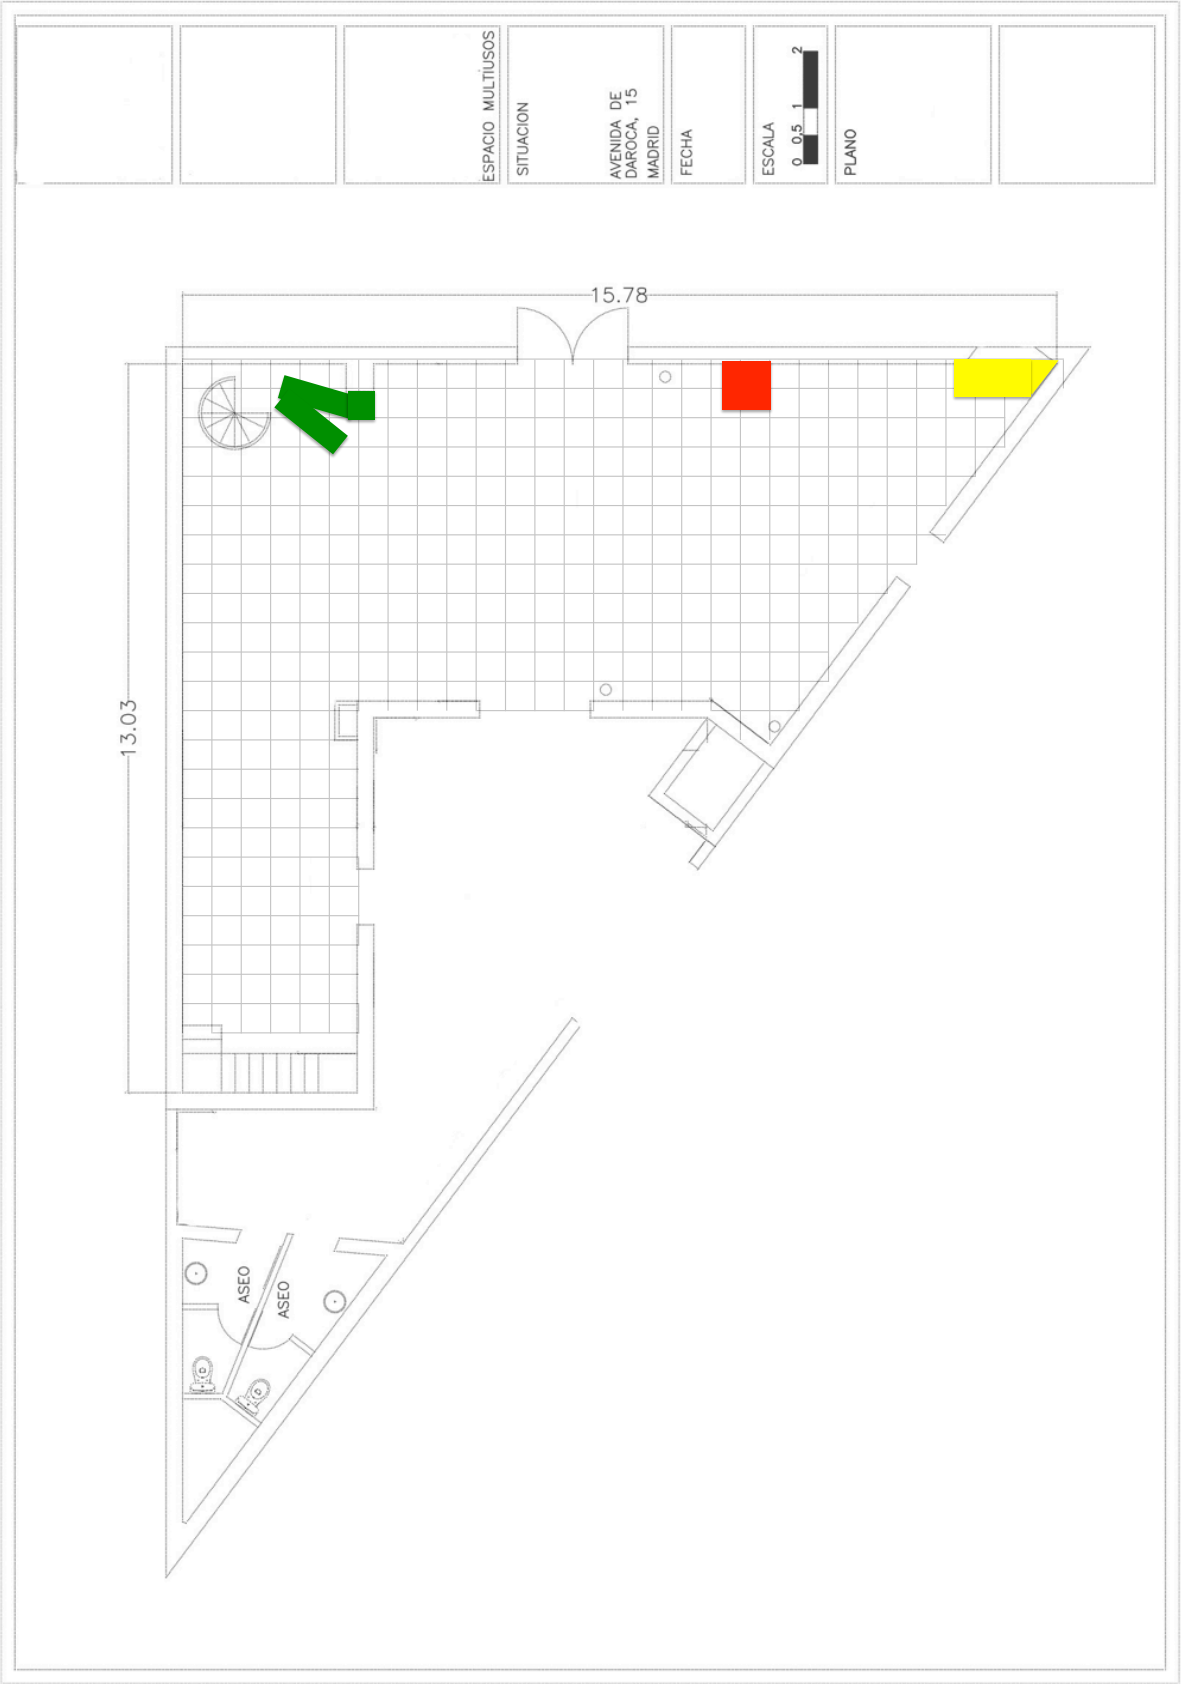 ESPACIO MULTIUSOS
SITUACION
AVENIDA DE
DAROCA, 15
MADRID
FECHA
ESCALA
0 0,5 1 2
PLANO
15.78
13.03
ASEO
ASEO